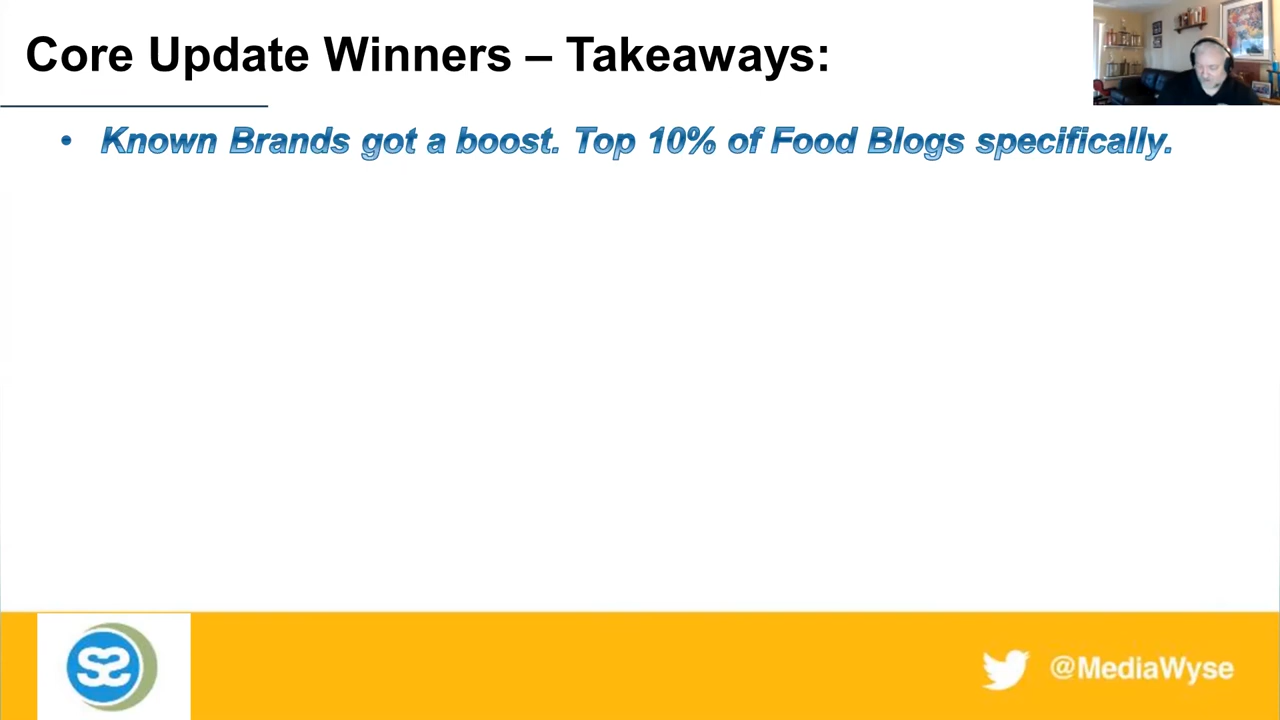 Core Update Winners – Takeaways:
• Known Brands got a boost. Top 10% of Food Blogs specifically.
@MediaWyse